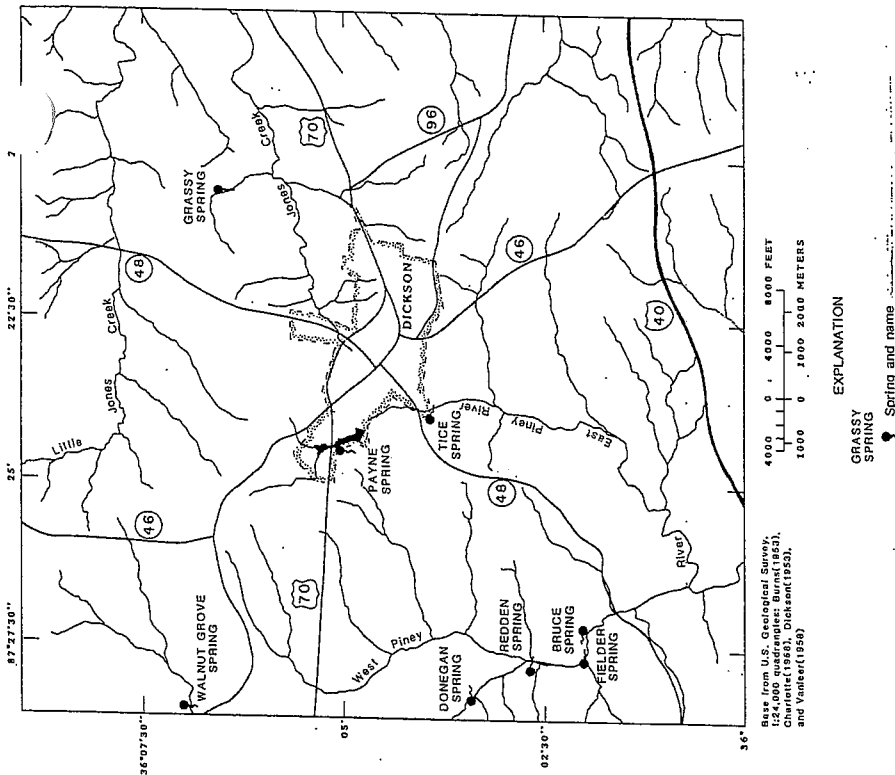 87°27'30"
25'
22'30"
36°07'30"
05'
02'30"
36°
WALNUT GROVE
SPRING
46
Little
Jones
Creek
48
GRASSY
SPRING
Jones
Creek
70
70
96
DICKSON
PAYNE
SPRING
TICE
SPRING
West
Piney
River
East
Piney
River
48
46
40
DONEGAN
SPRING
REDDEN
SPRING
BRUCE
SPRING
FIELDER
SPRING
Base from U.S. Geological Survey,
1:24,000 quadrangles: Burns(1953),
Charlotte(1968), Dickson(1953),
and Vanleer(1958)
4000 0 4000 8000 FEET
1000 0 1000 2000 METERS
EXPLANATION
GRASSY
SPRING
Spring and name